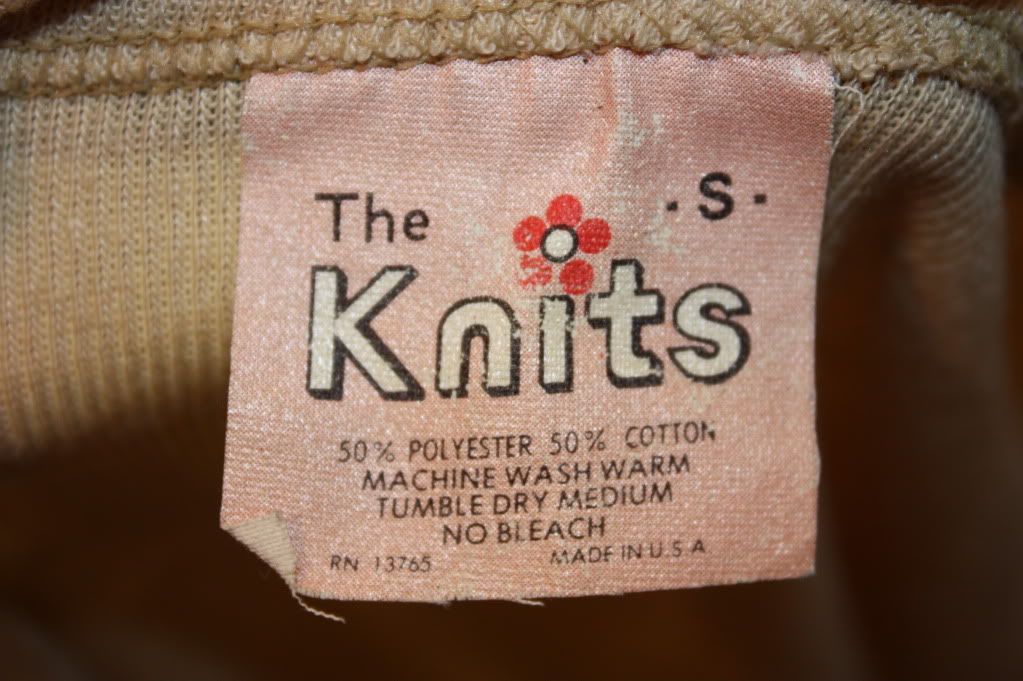 The
. S .
Knits
50% POLYESTER 50% COTTON
MACHINE WASH WARM
TUMBLE DRY MEDIUM
NO BLEACH
RN 13765 MADE IN U.S.A